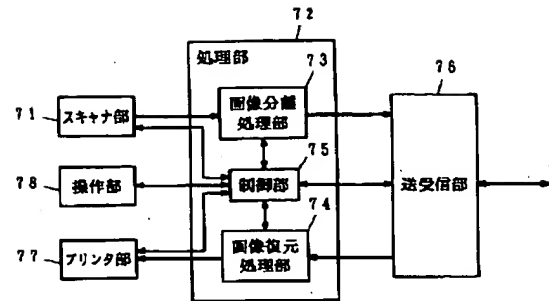 72
処理部
73
76
71
スキャナ部
画像分離
処理部
75
78
操作部
制御部
送受信部
74
77
プリンタ部
画像復元
処理部